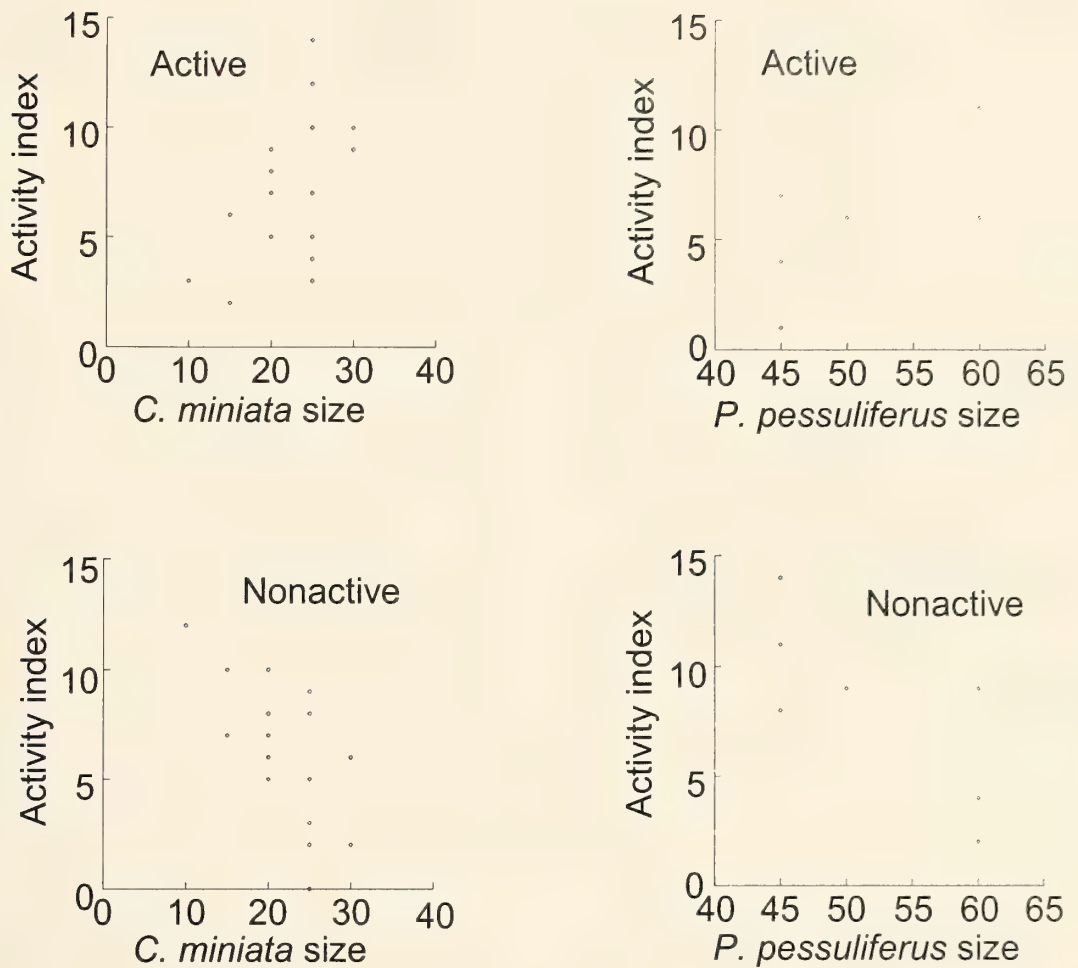 15
Active
10
Activity index
5
0
0 10 20 30 40
C. miniata size
15
Active
10
Activity index
5
0
40 45 50 55 60 65
P. pessuliferus size
15
Nonactive
10
Activity index
5
0
0 10 20 30 40
C. miniata size
15
Nonactive
10
Activity index
5
0
40 45 50 55 60 65
P. pessuliferus size